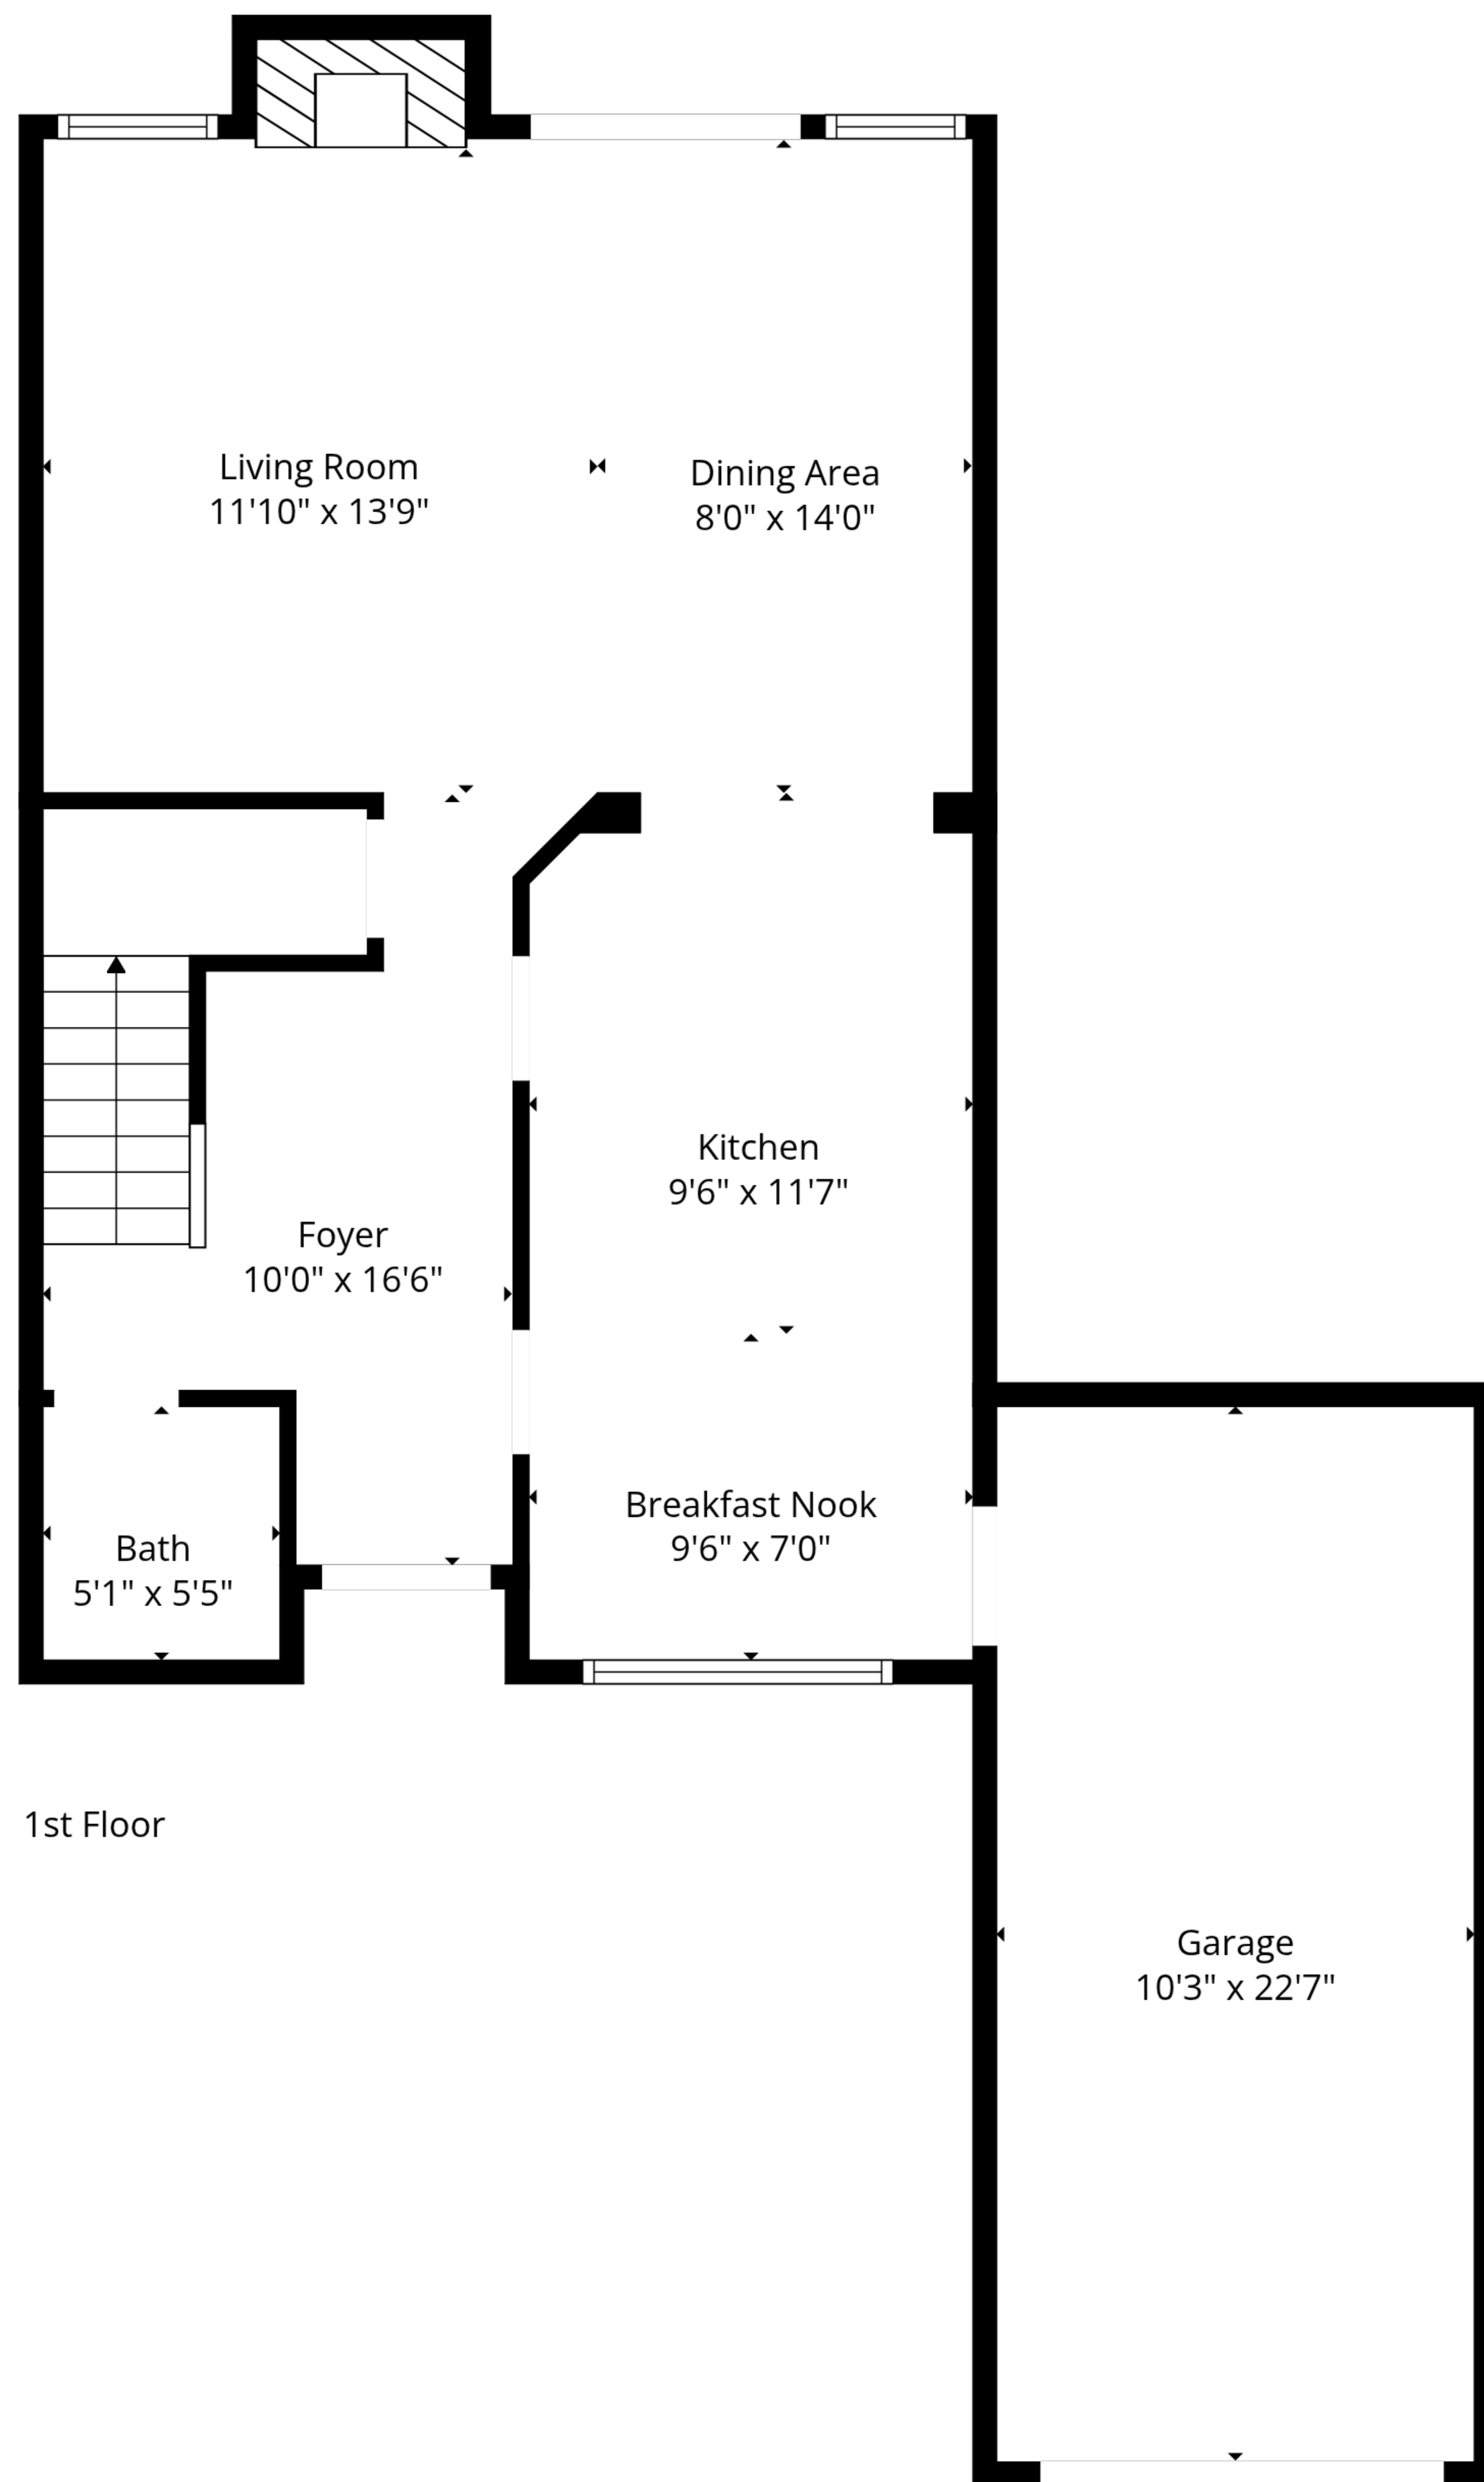 Living Room
11'10" x 13'9"
Dining Area
8'0" x 14'0"
Kitchen
9'6" x 11'7"
Foyer
10'0" x 16'6"
Breakfast Nook
9'6" x 7'0"
Bath
5'1" x 5'5"
1st Floor
Garage
10'3" x 22'7"